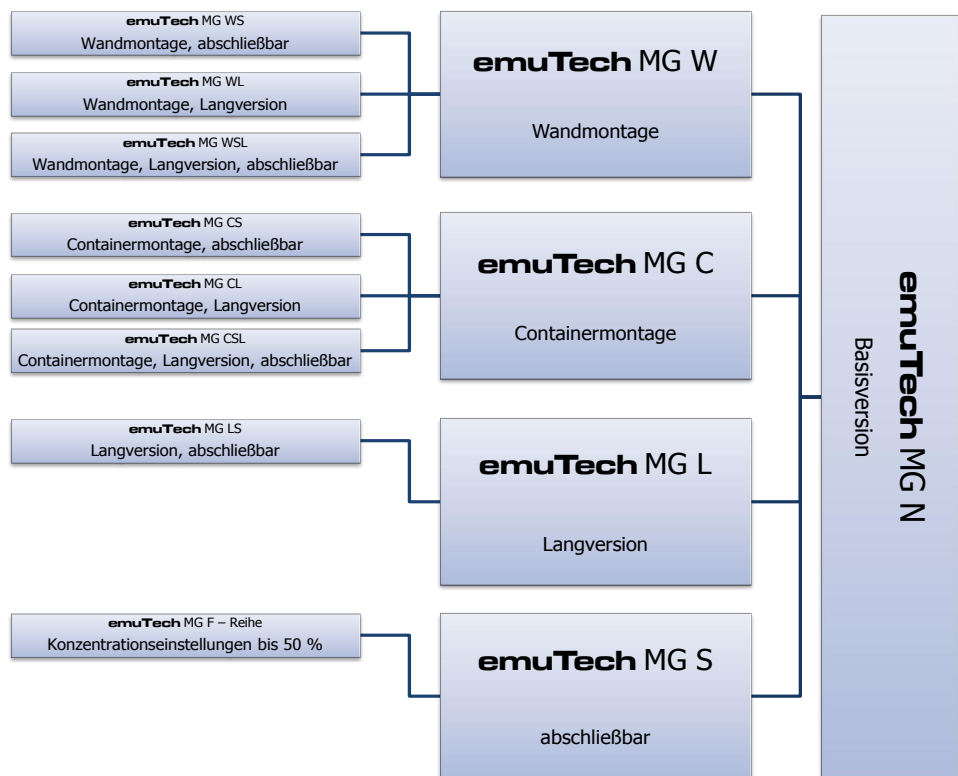 emuTech MG WS
Wandmontage, abschließbar
emuTech MG WL
Wandmontage, Langversion
emuTech MG WSL
Wandmontage, Langversion, abschließbar
emuTech MG W
Wandmontage
emuTech MG CS
Containermontage, abschließbar
emuTech MG CL
Containermontage, Langversion
emuTech MG CSL
Containermontage, Langversion, abschließbar
emuTech MG C
Containermontage
emuTech MG LS
Langversion, abschließbar
emuTech MG L
Langversion
emuTech MG F – Reihe
Konzentrationseinstellungen bis 50 %
emuTech MG S
abschließbar
emuTech MG N
Basisversion